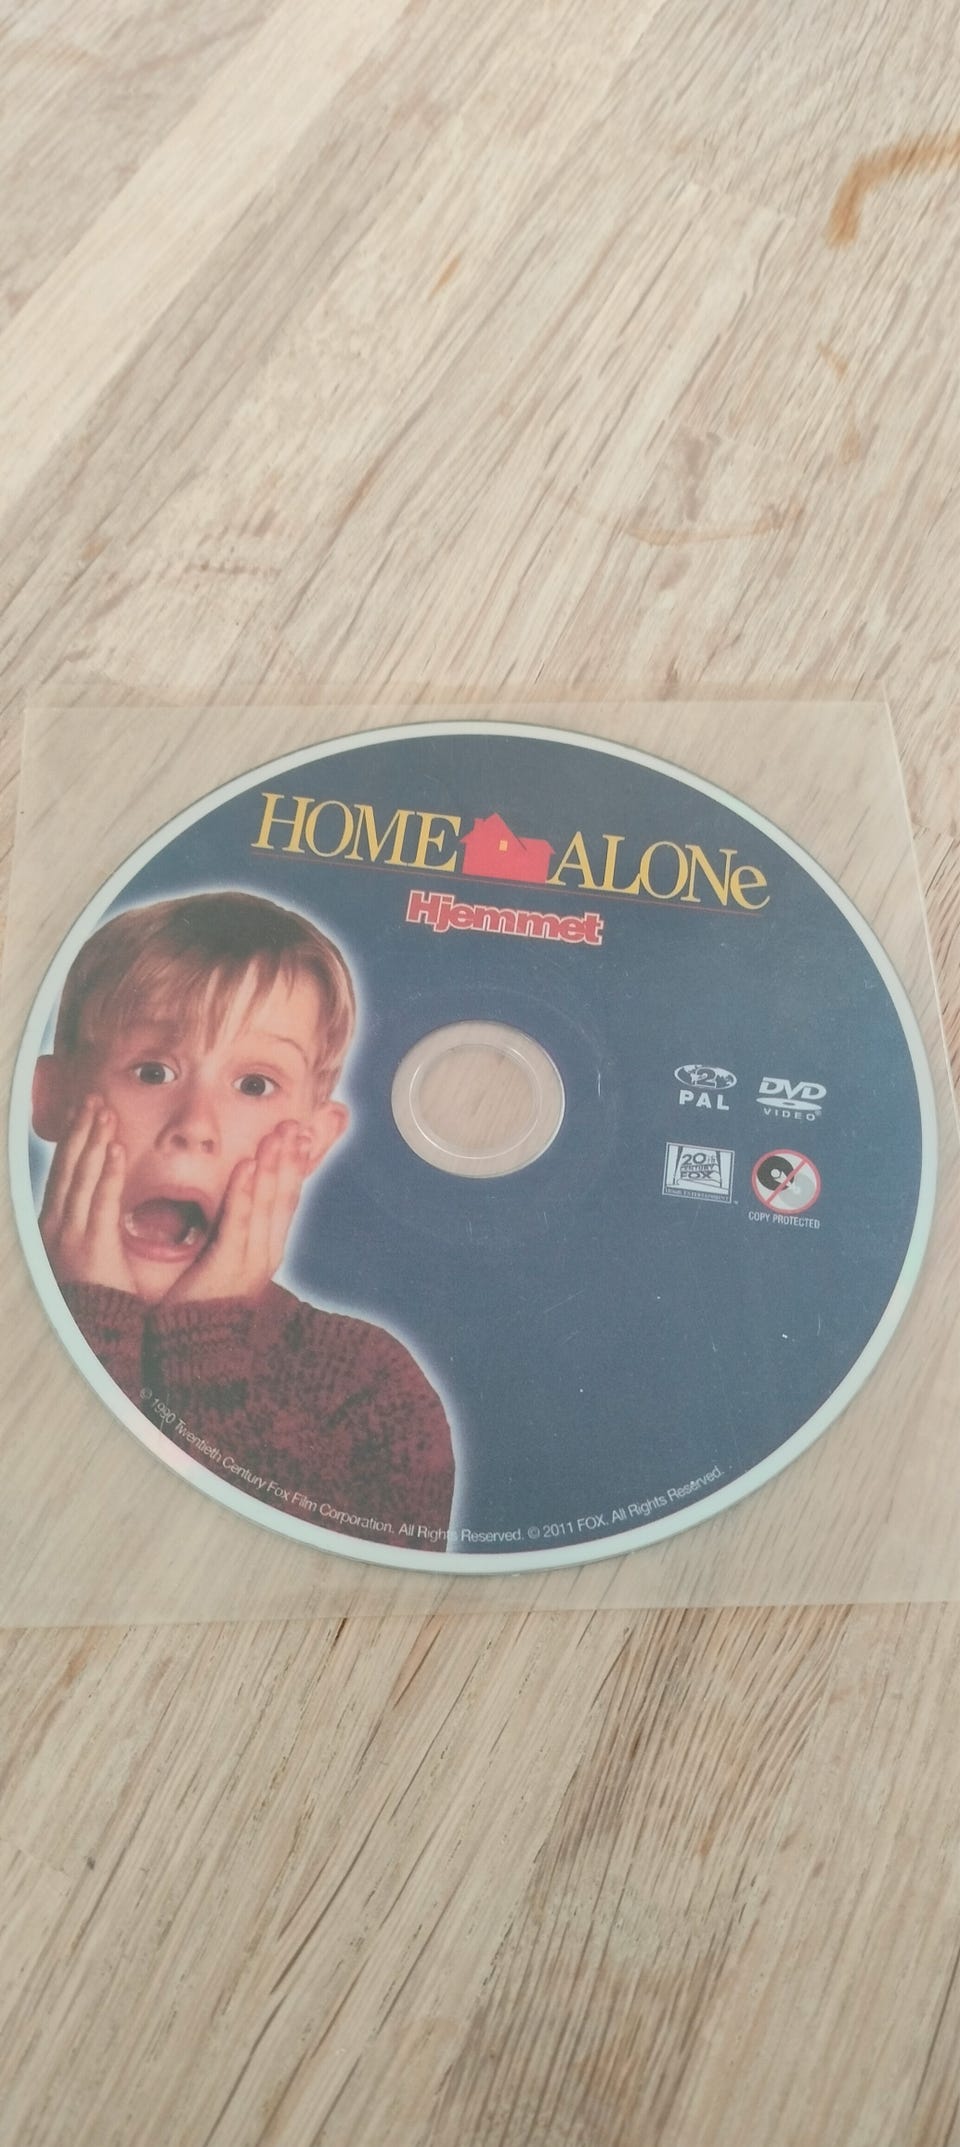 HOME ALONe
Hjemmet
2
PAL
DVD
VIDEO
20th
CENTURY
FOX
HOME ENTERTAINMENT
COPY PROTECTED
© 1990 Twentieth Century Fox Film Corporation. All Rights Reserved. © 2011 FOX. All Rights Reserved.